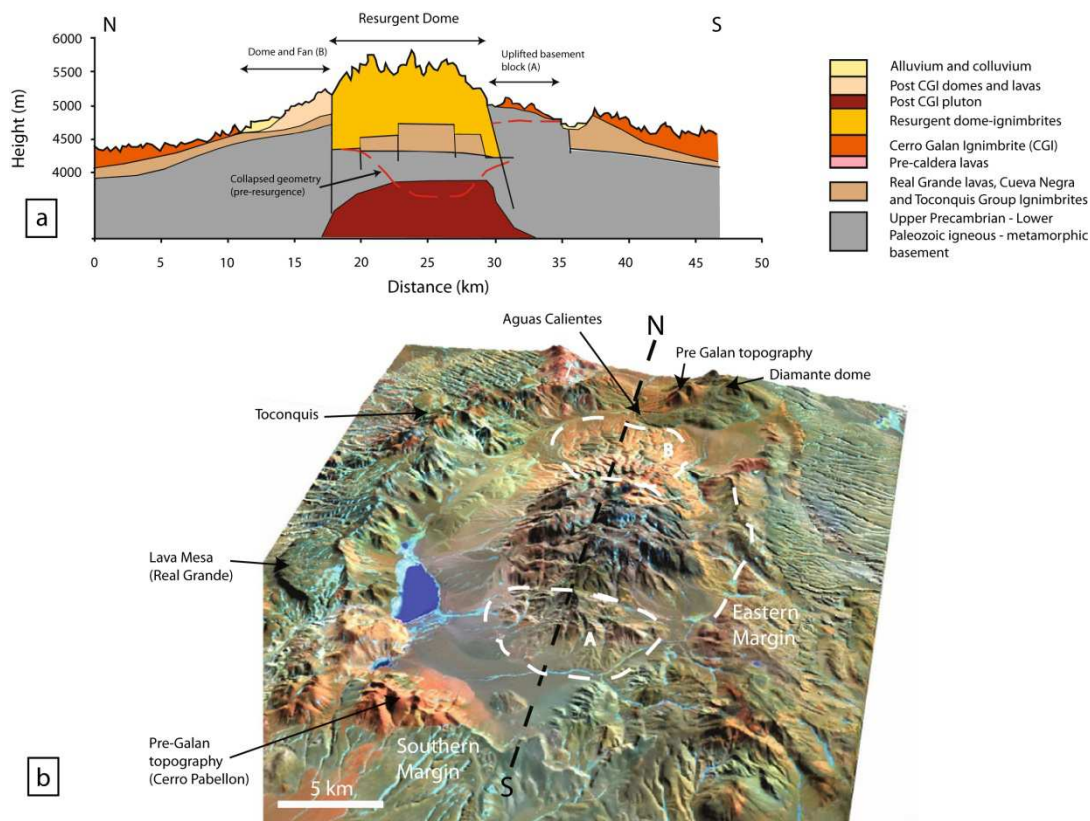 N
S
Resurgent Dome
Dome and Fan (B)
Uplifted basement
block (A)
6000
5500
5000
4500
4000
Height (m)
Collapsed geometry
(pre-resurgence)
a
0
5
10
15
20
25
30
35
40
45
50
Distance (km)
Alluvium and colluvium
Post CGI domes and lavas
Post CGI pluton
Resurgent dome-ignimbrites
Cerro Galan Ignimbrite (CGI)
Pre-caldera lavas
Real Grande lavas, Cueva Negra
and Toconquis Group Ignimbrites
Upper Precambrian - Lower
Paleozoic igneous - metamorphic
basement
Aguas Calientes
N
Pre Galan topography
Diamante dome
Toconquis
B
Lava Mesa
(Real Grande)
Eastern
Margin
A
Pre-Galan
topography
(Cerro Pabellon)
Southern
Margin
S
5 km
b